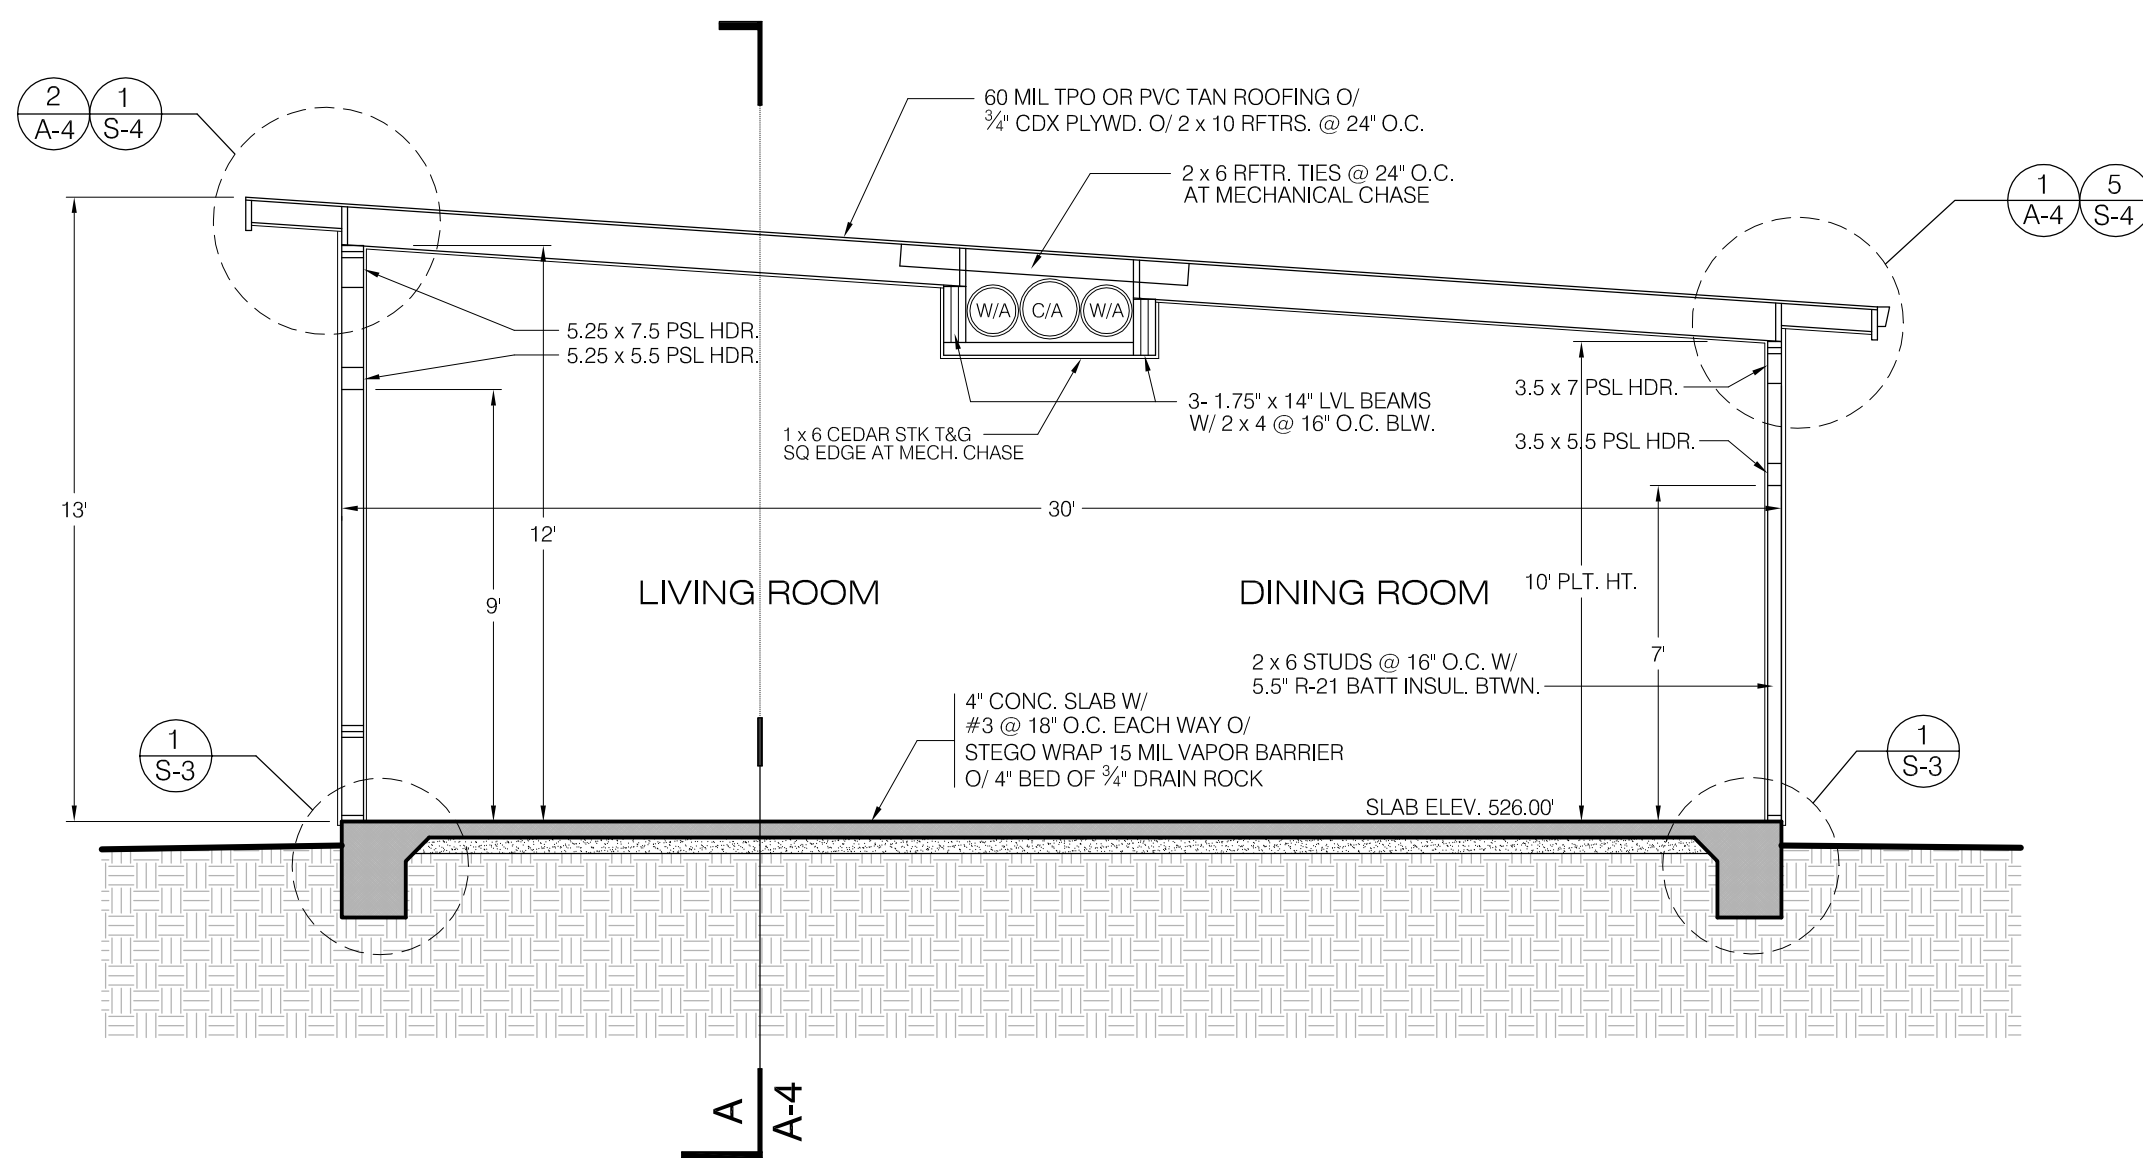 2
A-4
1
S-4
60 MIL TPO OR PVC TAN ROOFING O/
¾" CDX PLYWD. O/ 2 x 10 RFTRS. @ 24" O.C.
2 x 6 RFTR. TIES @ 24" O.C.
AT MECHANICAL CHASE
1
A-4
5
S-4
W/A
C/A
W/A
5.25 x 7.5 PSL HDR.
5.25 x 5.5 PSL HDR.
3.5 x 7 PSL HDR.
3- 1.75" x 14" LVL BEAMS
W/ 2 x 4 @ 16" O.C. BLW.
1 x 6 CEDAR STK T&G
SQ EDGE AT MECH. CHASE
3.5 x 5.5 PSL HDR.
13'
30'
12'
9'
LIVING ROOM
DINING ROOM
10' PLT. HT.
7'
2 x 6 STUDS @ 16" O.C. W/
5.5" R-21 BATT INSUL. BTWN.
4" CONC. SLAB W/
#3 @ 18" O.C. EACH WAY O/
STEGO WRAP 15 MIL VAPOR BARRIER
O/ 4" BED OF ¾" DRAIN ROCK
1
S-3
1
S-3
SLAB ELEV. 526.00'
A
A-4